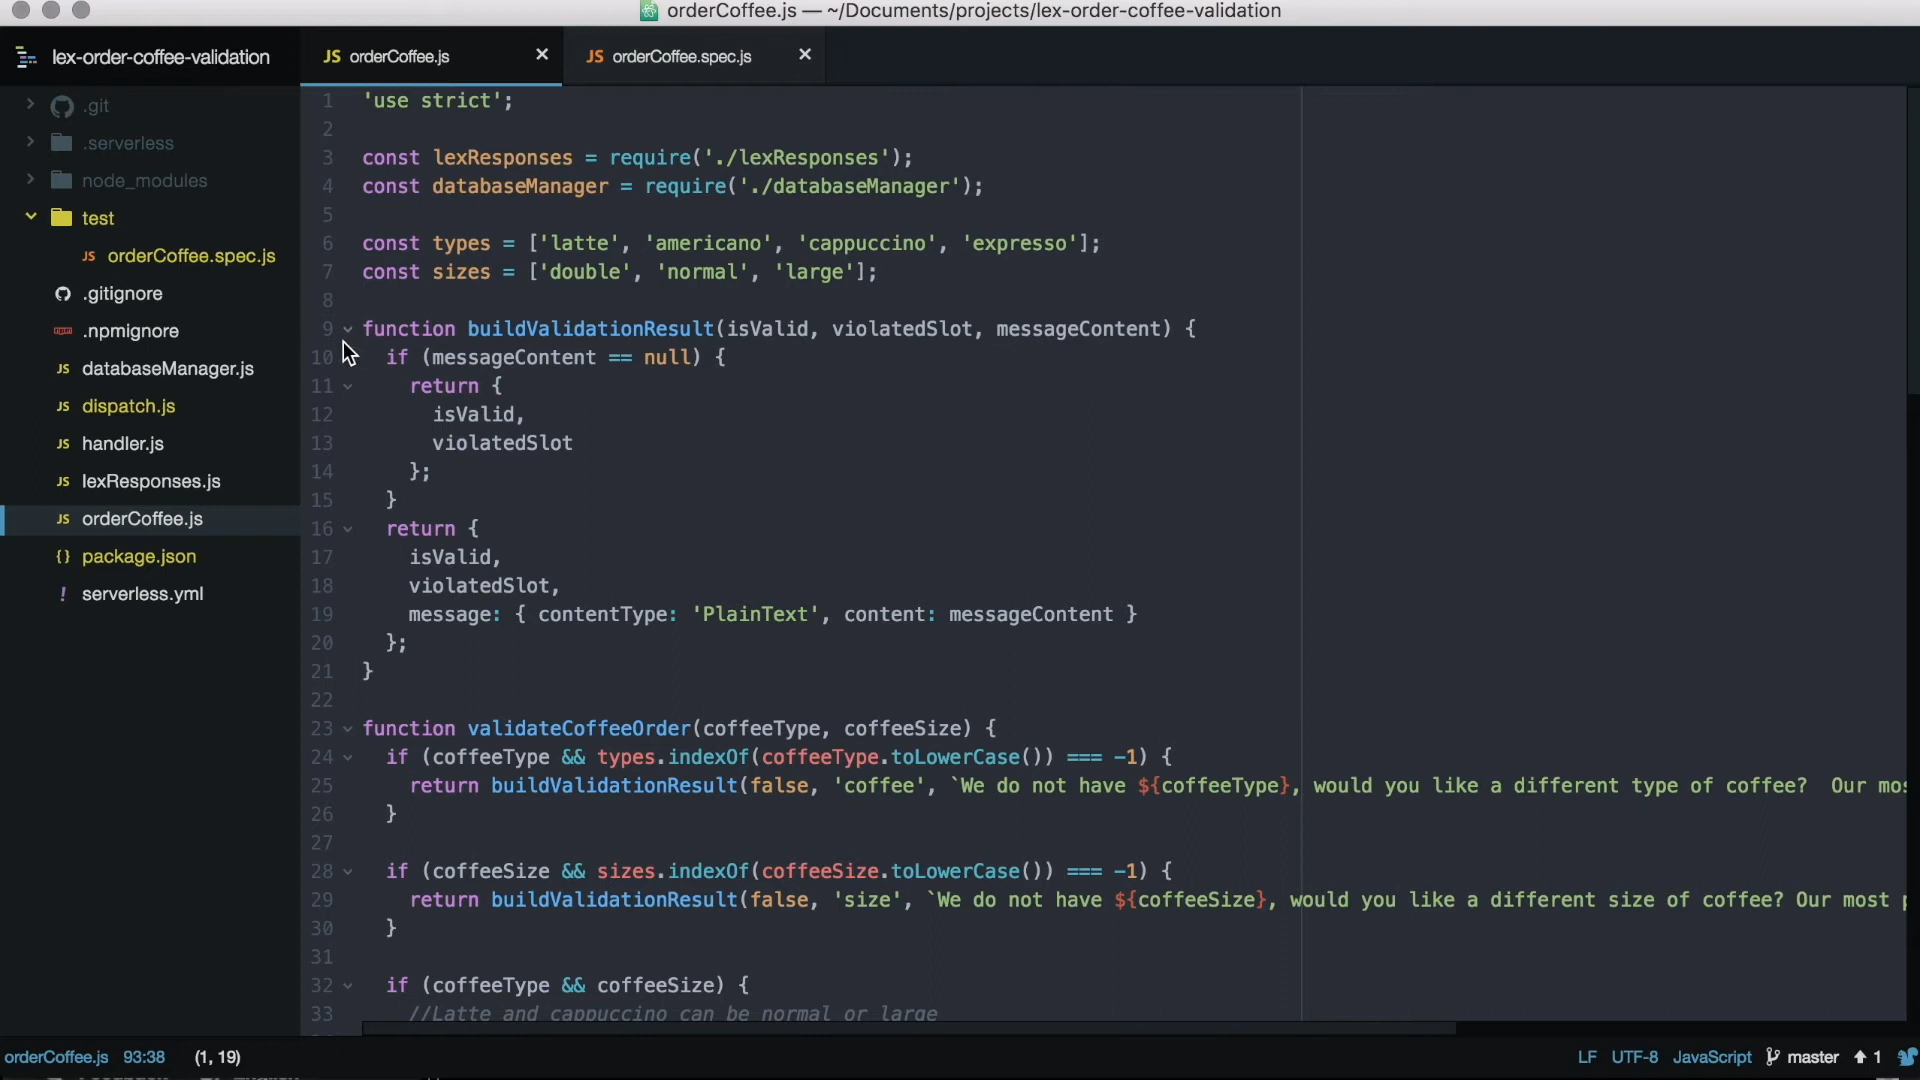 orderCoffee.js — ~/Documents/projects/lex-order-coffee-validation
lex-order-coffee-validation
JS orderCoffee.js ×
JS orderCoffee.spec.js ×
.git
.serverless
node_modules
test
JS orderCoffee.spec.js
.gitignore
.npmignore
JS databaseManager.js
JS dispatch.js
JS handler.js
JS lexResponses.js
JS orderCoffee.js
{} package.json
! serverless.yml
1 'use strict';
2
3 const lexResponses = require('./lexResponses');
4 const databaseManager = require('./databaseManager');
5
6 const types = ['latte', 'americano', 'cappuccino', 'expresso'];
7 const sizes = ['double', 'normal', 'large'];
8
9 function buildValidationResult(isValid, violatedSlot, messageContent) {
10 if (messageContent == null) {
11 return {
12 isValid,
13 violatedSlot
14 };
15 }
16 return {
17 isValid,
18 violatedSlot,
19 message: { contentType: 'PlainText', content: messageContent }
20 };
21 }
22
23 function validateCoffeeOrder(coffeeType, coffeeSize) {
24 if (coffeeType && types.indexOf(coffeeType.toLowerCase()) === -1) {
25 return buildValidationResult(false, 'coffee', `We do not have ${coffeeType}, would you like a different type of coffee?  Our mos
26 }
27
28 if (coffeeSize && sizes.indexOf(coffeeSize.toLowerCase()) === -1) {
29 return buildValidationResult(false, 'size', `We do not have ${coffeeSize}, would you like a different size of coffee? Our most p
30 }
31
32 if (coffeeType && coffeeSize) {
33 //Latte and cappuccino can be normal or large
orderCoffee.js 93:38 (1, 19)
LF UTF-8 JavaScript master 1